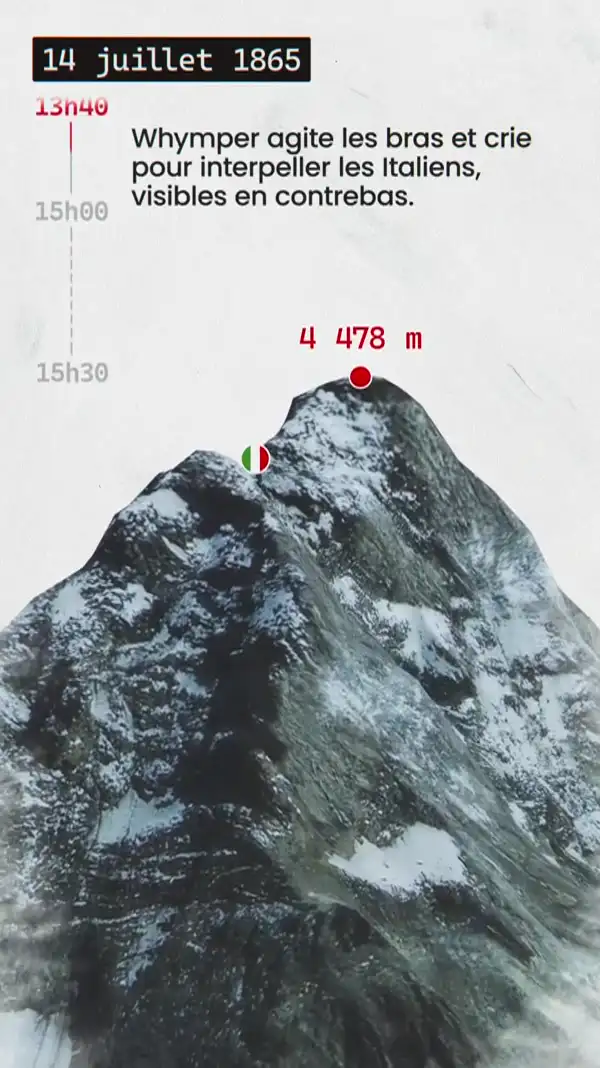 14 juillet 1865
13h40
Whymper agite les bras et crie
pour interpeller les Italiens,
visibles en contrebas.
15h00
4 478 m
15h30